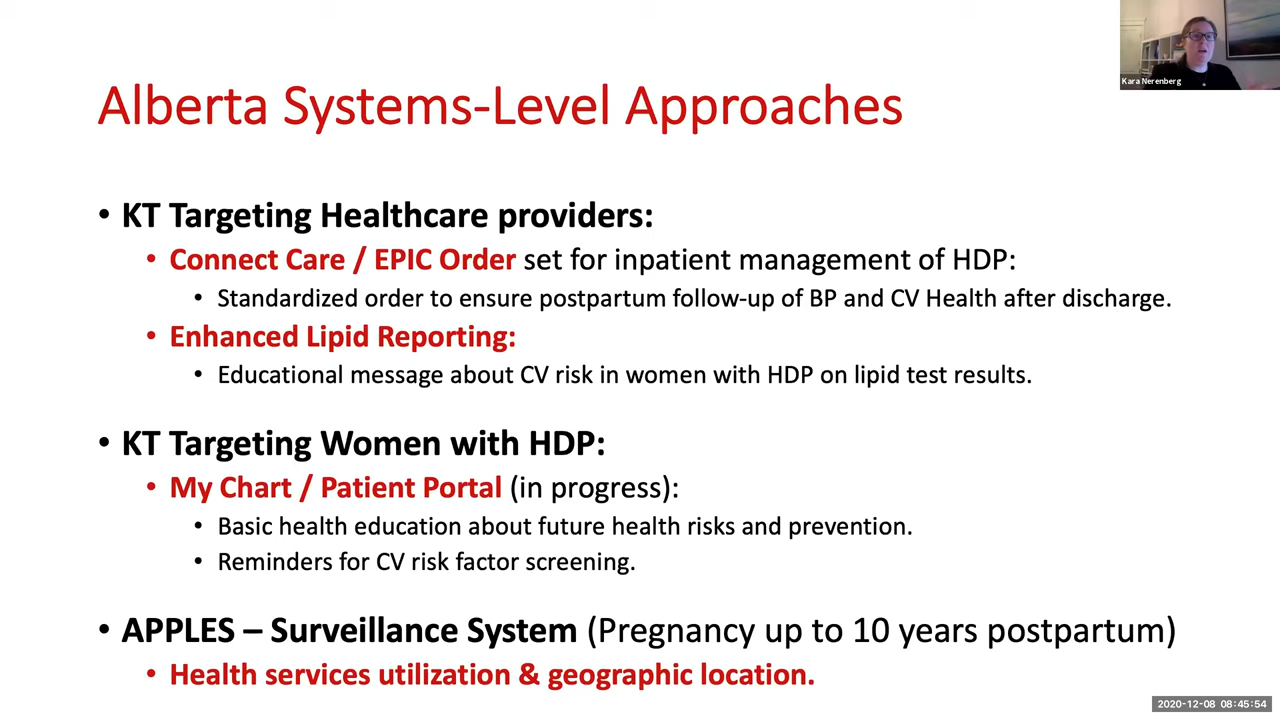 Kara Nerenberg
Alberta Systems-Level Approaches
• KT Targeting Healthcare providers:
• Connect Care / EPIC Order set for inpatient management of HDP:
• Standardized order to ensure postpartum follow-up of BP and CV Health after discharge.
• Enhanced Lipid Reporting:
• Educational message about CV risk in women with HDP on lipid test results.
• KT Targeting Women with HDP:
• My Chart / Patient Portal (in progress):
• Basic health education about future health risks and prevention.
• Reminders for CV risk factor screening.
• APPLES – Surveillance System (Pregnancy up to 10 years postpartum)
• Health services utilization & geographic location.
2020-12-08 08:45:54